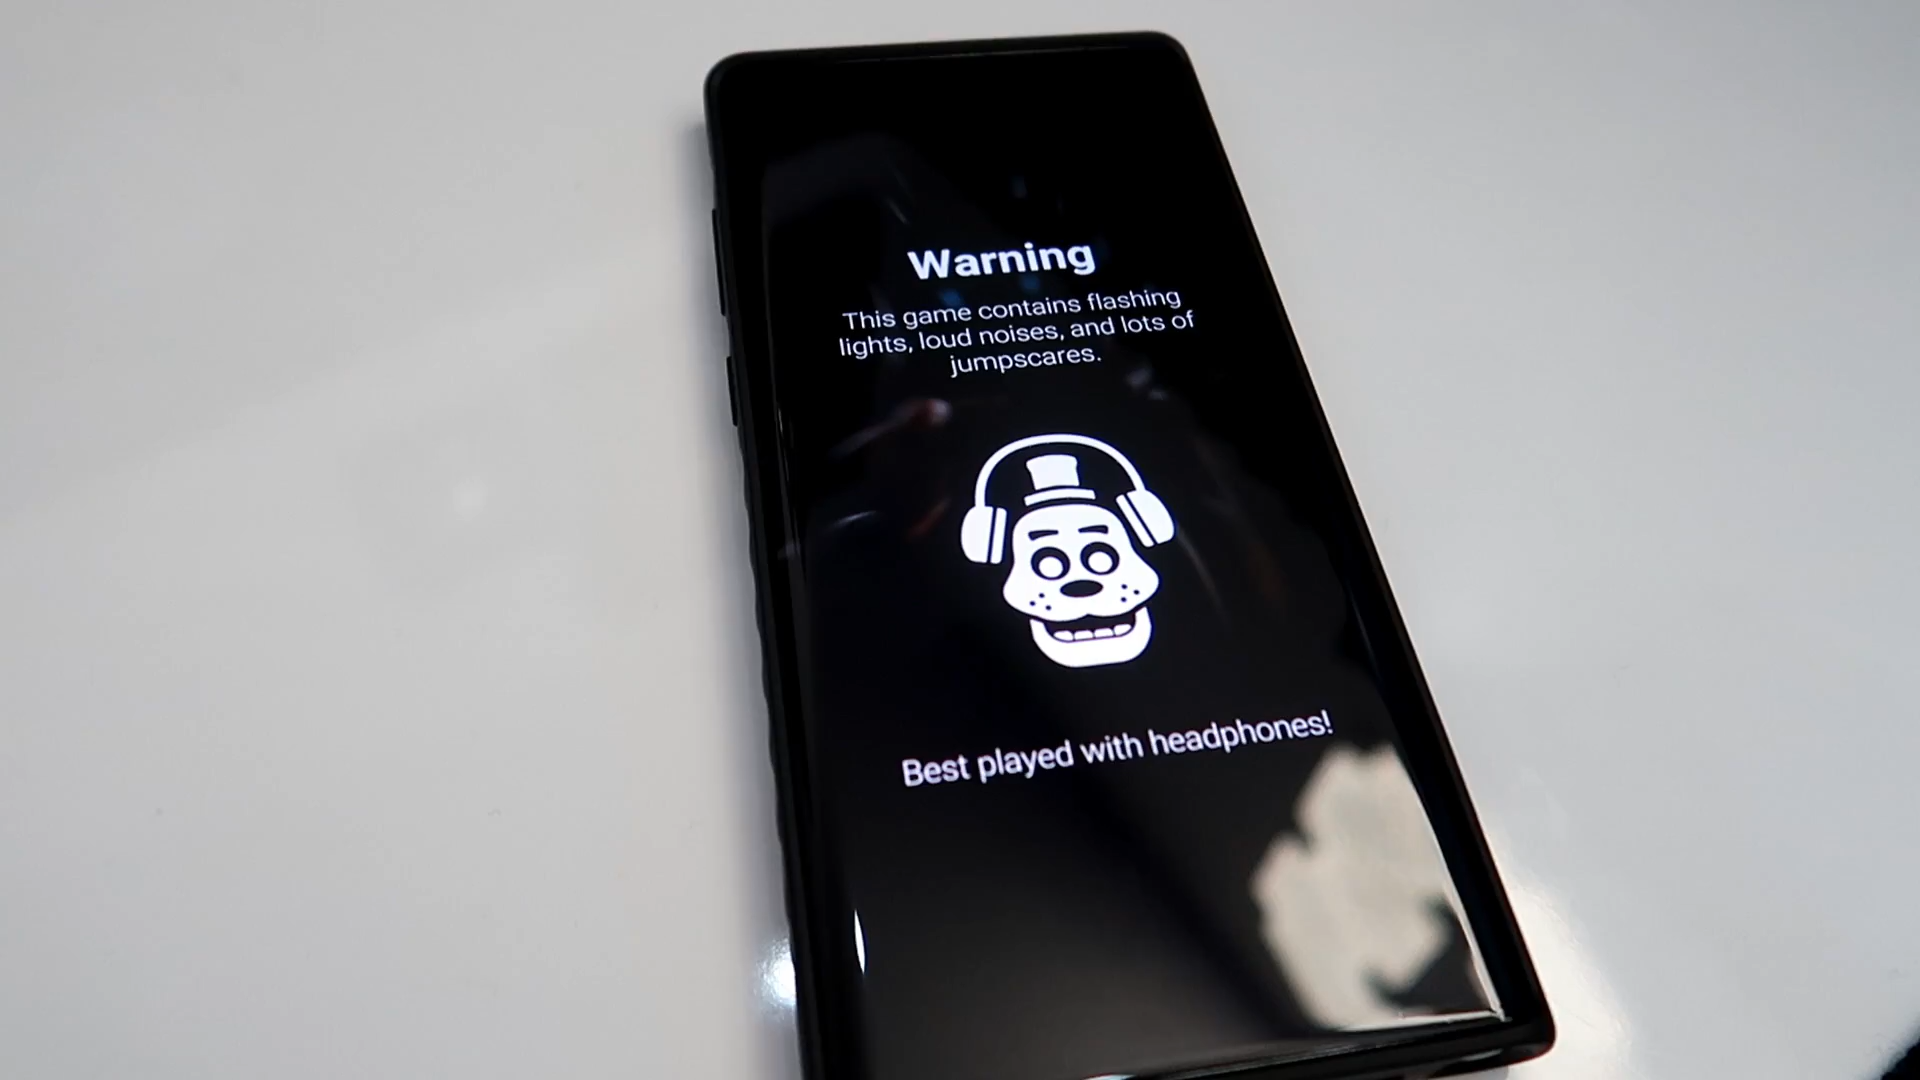 Warning
This game contains flashing
lights, loud noises, and lots of
jumpscares.
Best played with headphones!